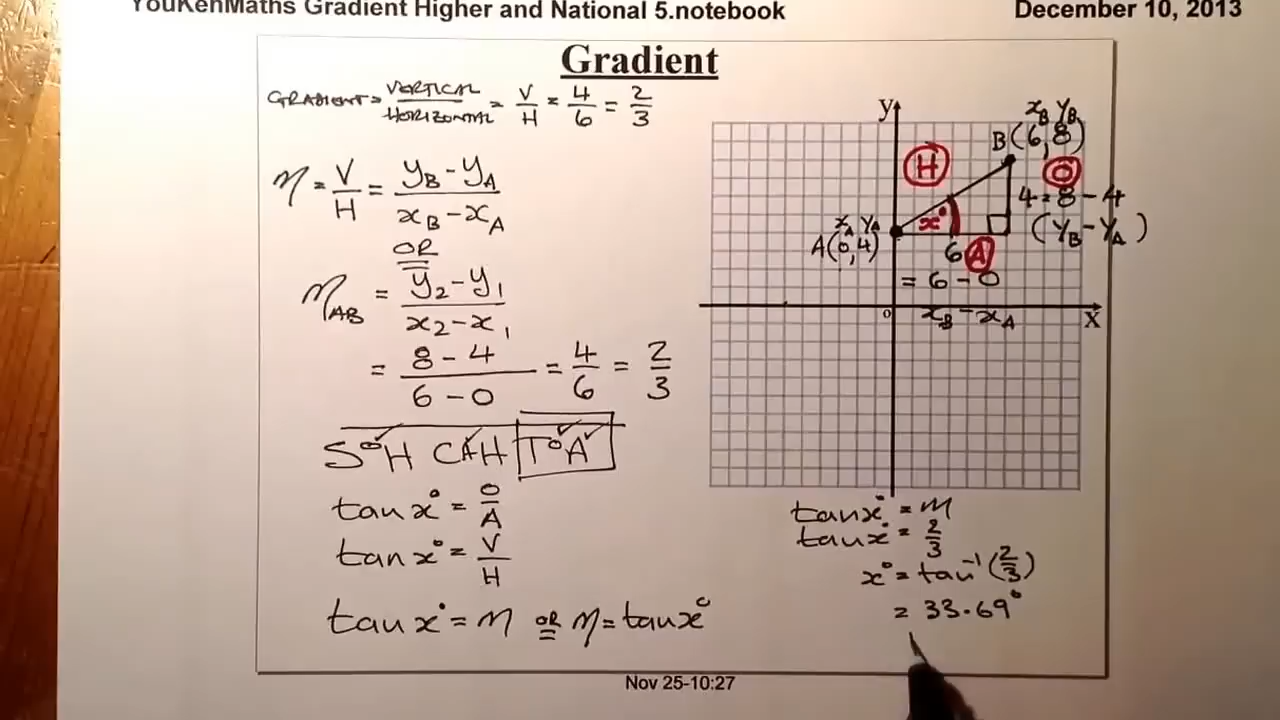 YouKenMaths Gradient Higher and National 5.notebook
December 10, 2013
Gradient
GRADIENT = VERTICAL/HORIZONTAL = V/H = 4/6 = 2/3
m = V/H = (yB - yA)/(xB - xA)
OR
mAB = (y2 - y1)/(x2 - x1)
= (8 - 4)/(6 - 0) = 4/6 = 2/3
SOH CAH TOA
tan x° = O/A
tan x° = V/H
tan x° = m OR m = tan x°
y
xB yB
B(6,8)
H
O
4 = 8 - 4
(yB - yA)
x°
xA yA
A(0,4)
6 A
= 6 - 0
xB - xA
0
x
tan x° = m
tan x° = 2/3
x° = tan⁻¹(2/3)
= 33.69°
Nov 25-10:27